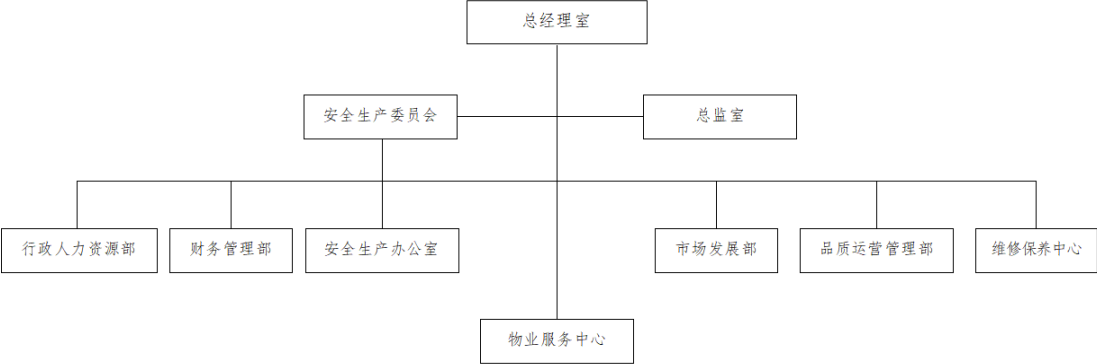 总经理室
安全生产委员会
总监室
行政人力资源部
财务管理部
安全生产办公室
市场发展部
品质运营管理部
维修保养中心
物业服务中心